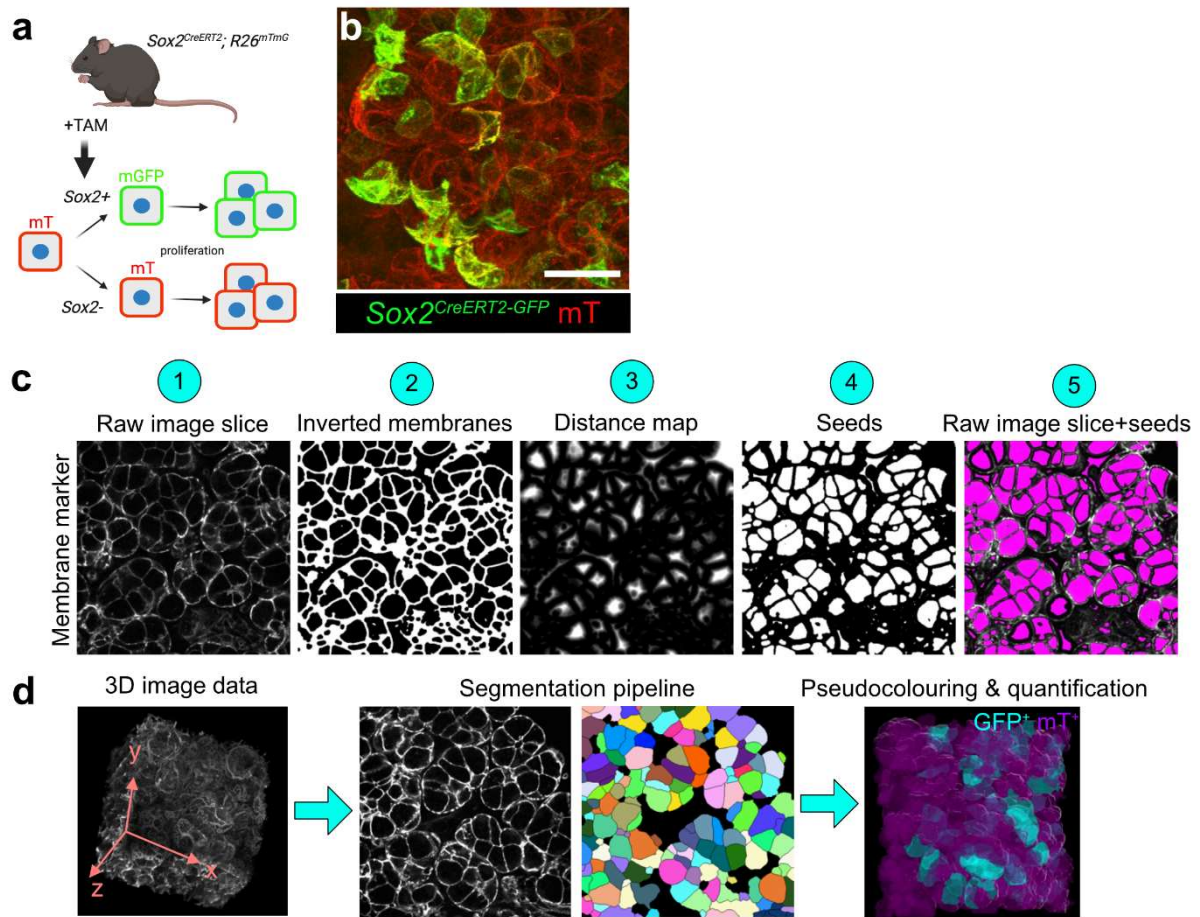 a
Sox2CreERT2; R26mTmG
+TAM
mGFP
Sox2+
mT
proliferation
mT
Sox2-
b
Sox2CreERT2-GFP mT
c
1 2 3 4 5
Raw image slice Inverted membranes Distance map Seeds Raw image slice+seeds
Membrane marker
d
3D image data Segmentation pipeline Pseudocolouring & quantification
GFP+ mT+
y
x
z